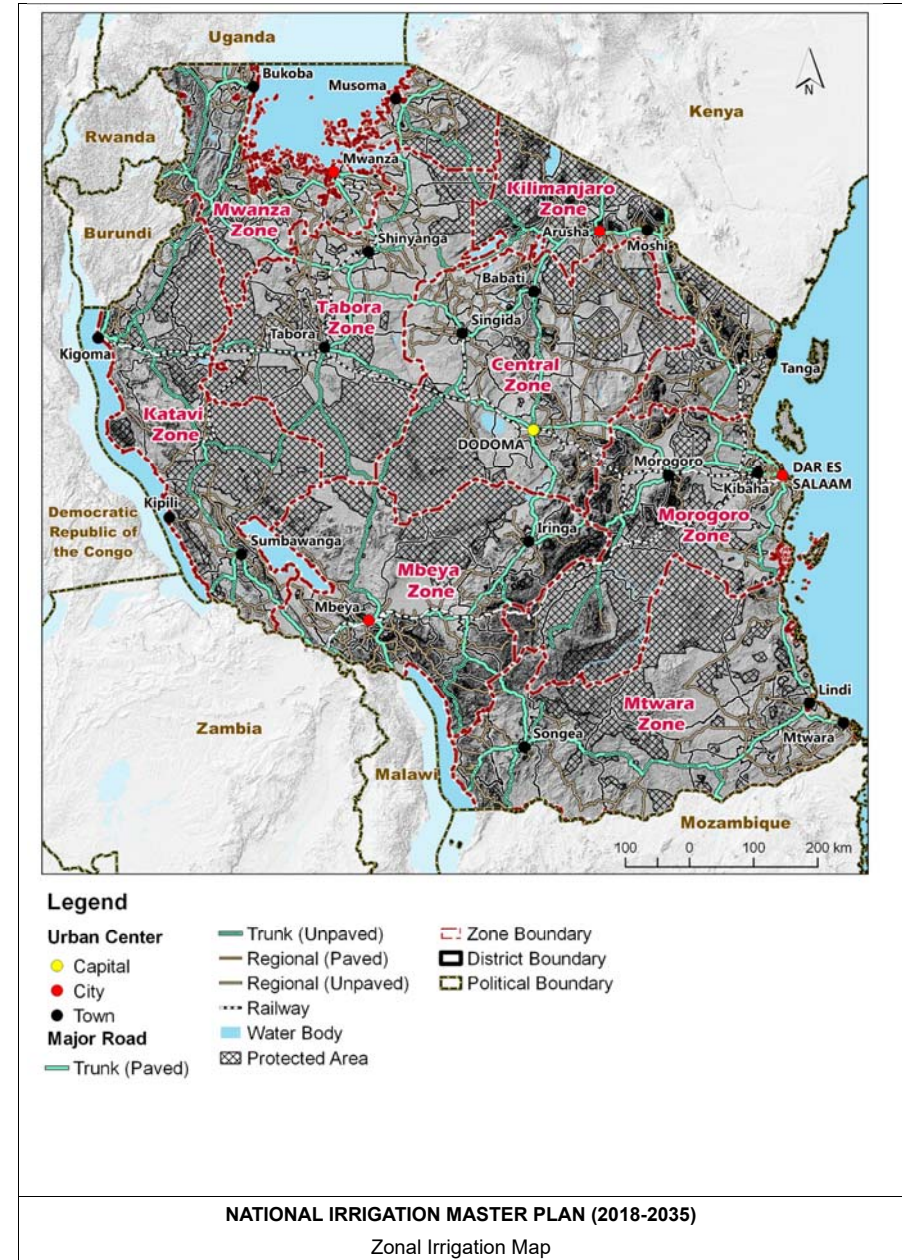 Uganda
Bukoba
Musoma
Kenya
Rwanda
Mwanza
Kilimanjaro
Zone
Mwanza
Zone
Burundi
Arusha
Moshi
Shinyanga
Babati
Tabora
Zone
Singida
Tabora
Kigoma
Tanga
Central
Zone
Katavi
Zone
DODOMA
Morogoro
Kibaha
DAR ES
SALAAM
Kipili
Morogoro
Zone
Democratic
Republic of
the Congo
Iringa
Sumbawanga
Mbeya
Zone
Mbeya
Mtwara
Zone
Lindi
Zambia
Songea
Mtwara
Malawi
Mozambique
100 0 100 200 km
N
Legend
Urban Center
Capital
City
Town
Major Road
Trunk (Paved)
Trunk (Unpaved)
Regional (Paved)
Regional (Unpaved)
Railway
Water Body
Protected Area
Zone Boundary
District Boundary
Political Boundary
NATIONAL IRRIGATION MASTER PLAN (2018-2035)
Zonal Irrigation Map